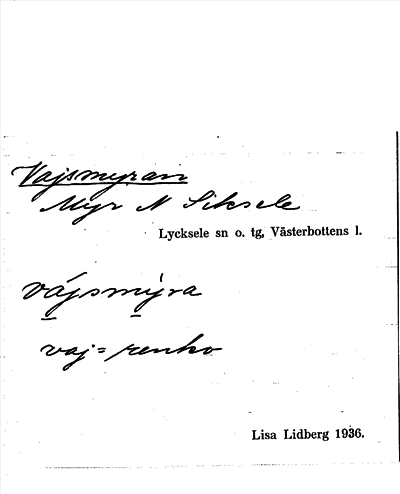 Vajsmyran
Myr N Siksele
Lycksele sn o. tg, Västerbottens l.
vájsmýra
vaj = renko
Lisa Lidberg 1936.